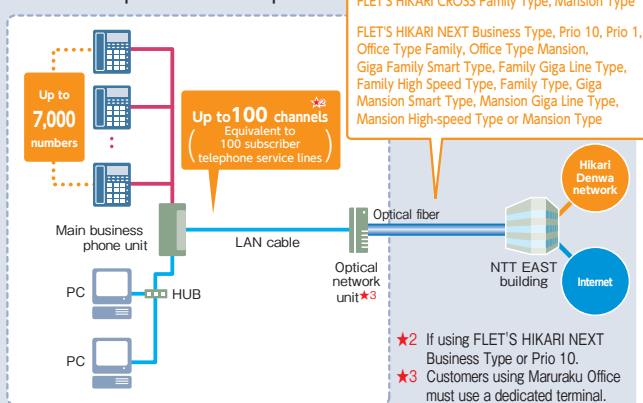 FLET'S HIKARI CROSS Family Type, Mansion Type
FLET'S HIKARI NEXT Business Type, Prio 10, Prio 1,
Office Type Family, Office Type Mansion,
Giga Family Smart Type, Family Giga Line Type,
Family High Speed Type, Family Type, Giga
Mansion Smart Type, Mansion Giga Line Type,
Mansion High-speed Type or Mansion Type
Up to
7,000
numbers
★2
Up to 100 channels
(Equivalent to
100 subscriber
telephone service lines)
Hikari
Denwa
network
Optical fiber
Main business
phone unit
LAN cable
Optical
network
unit★3
NTT EAST
building
Internet
PC
HUB
PC
★2 If using FLET'S HIKARI NEXT
Business Type or Prio 10.
★3 Customers using Maruraku Office
must use a dedicated terminal.